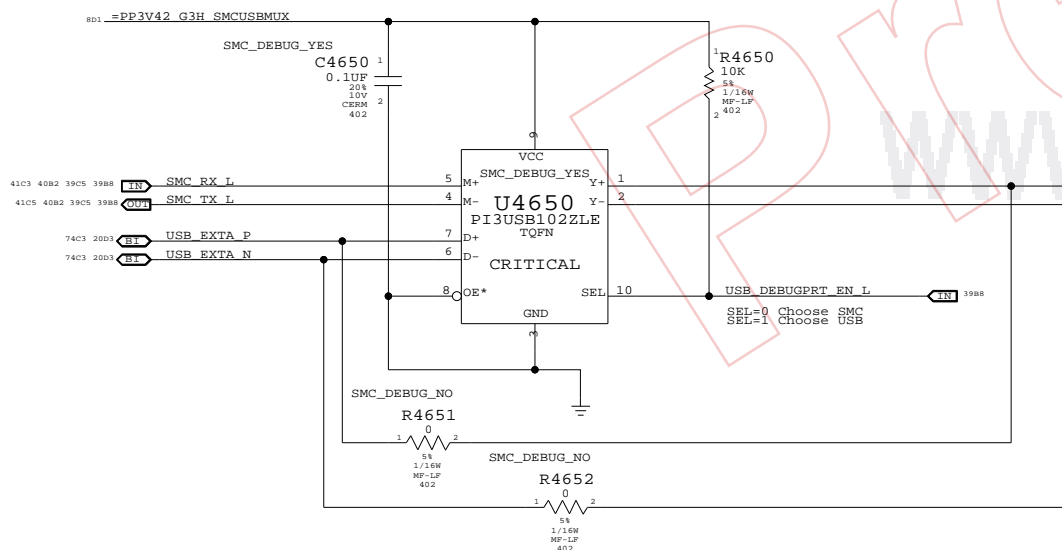 8D1 =PP3V42_G3H_SMCUSBMUX
SMC_DEBUG_YES
C4650 1
0.1UF
20%
10V
CERM
402
2
1 R4650
10K
5%
1/16W
MF-LF
402
2
9
VCC
SMC_DEBUG_YES
U4650
PI3USB102ZLE
TQFN
CRITICAL
41C3 40B2 39C5 39B8 IN SMC_RX_L 5 M+ Y+ 1
41C5 40B2 39C5 39B8 OUT SMC_TX_L 4 M- Y- 2
74C3 20D3 BI USB_EXTA_P 7 D+
74C3 20D3 BI USB_EXTA_N 6 D-
8 OE* SEL 10 USB_DEBUGPRT_EN_L IN 39B8
SEL=0 Choose SMC
SEL=1 Choose USB
GND
3
SMC_DEBUG_NO
R4651
0
1 2
5%
1/16W
MF-LF
402
SMC_DEBUG_NO
R4652
0
1 2
5%
1/16W
MF-LF
402
Pr
WWW